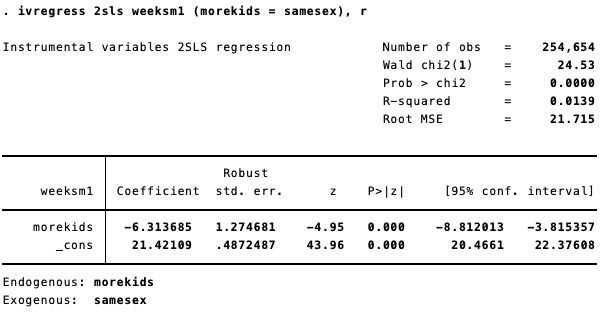 . ivregress 2sls weeksm1 (morekids = samesex), r
Instrumental variables 2SLS regression Number of obs = 254,654
Wald chi2(1) = 24.53
Prob > chi2 = 0.0000
R-squared = 0.0139
Root MSE = 21.715
Robust
weeksm1 Coefficient std. err. z P>|z| [95% conf. interval]
morekids -6.313685 1.274681 -4.95 0.000 -8.812013 -3.815357
_cons 21.42109 .4872487 43.96 0.000 20.4661 22.37608
Endogenous: morekids
Exogenous: samesex